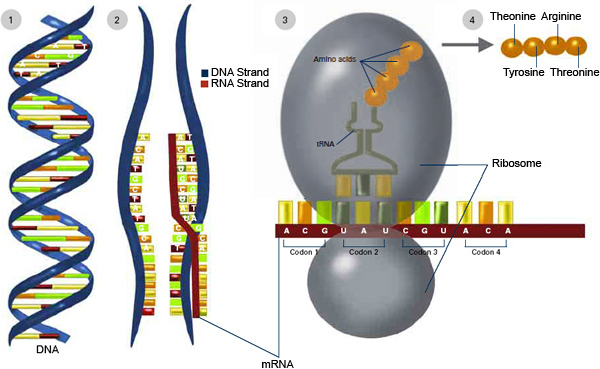 1
2
3
4
Theonine Arginine
Tyrosine Threonine
Amino acids
DNA Strand
RNA Strand
tRNA
Ribosome
A C G U A U C G U A C A
Codon 1 Codon 2 Codon 3 Codon 4
DNA
mRNA